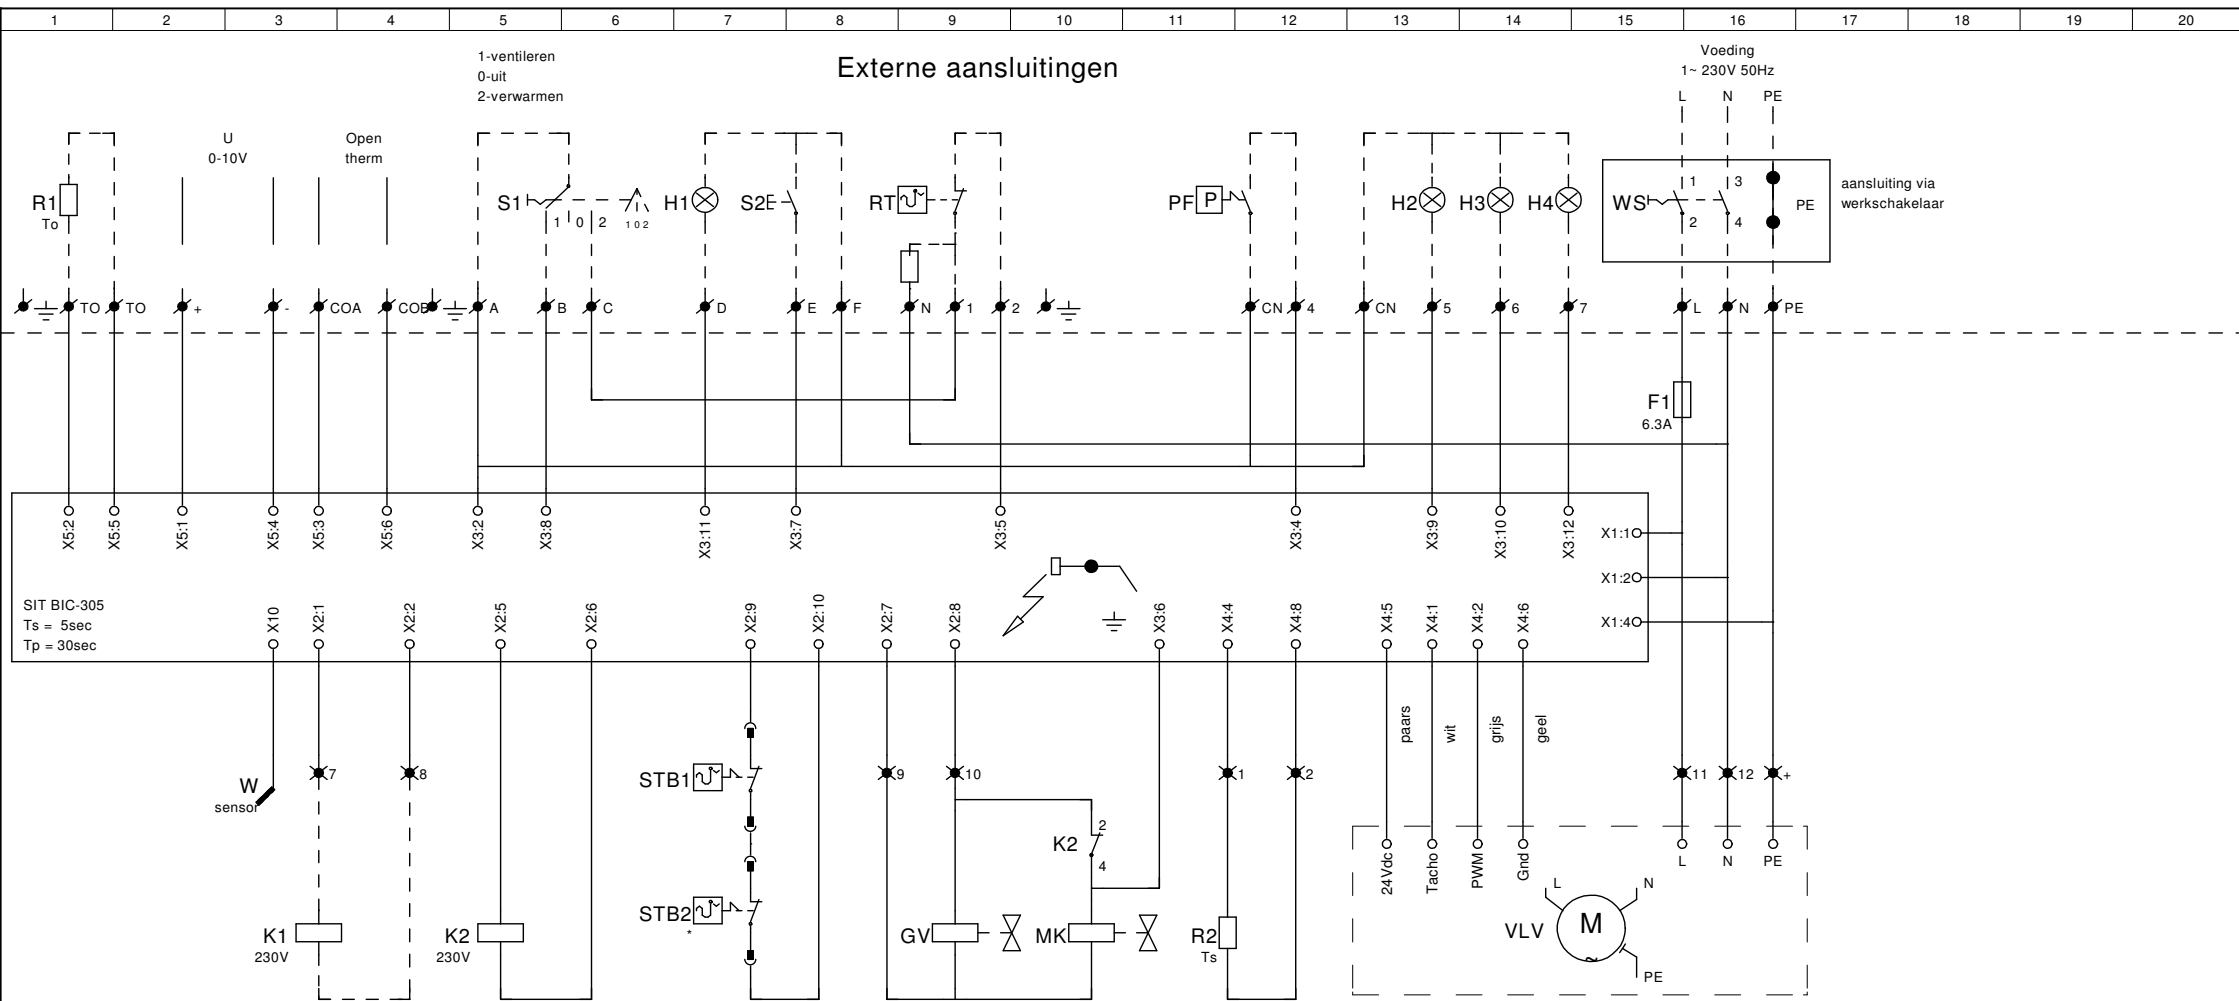 1 2 3 4 5 6 7 8 9 10 11 12 13 14 15 16 17 18 19 20
1-ventileren
0-uit
2-verwarmen
Externe aansluitingen
Voeding
1~ 230V 50Hz
L N PE
U
0-10V
Open
therm
R1
To
S1
1 0 2
1 0 2
H1
S2
RT
PF P
H2 H3 H4
WS
1 3
2 4
PE
aansluiting via
werkschakelaar
TO TO + - COA COB A B C D E F N 1 2 CN 4 CN 5 6 7 L N PE
F1
6.3A
X5:2 X5:5 X5:1 X5:4 X5:3 X5:6 X3:2 X3:8 X3:11 X3:7 X3:5 X3:4 X3:9 X3:10 X3:12
X1:1
X1:2
X1:4
SIT BIC-305
Ts = 5sec
Tp = 30sec
X10 X2:1 X2:2 X2:5 X2:6 X2:9 X2:10 X2:7 X2:8 X3:6 X4:4 X4:8 X4:5 X4:1 X4:2 X4:6
paars wit grijs geel
W
sensor
7 8
STB1
9 10 1 2 11 12 +
K2
2
4
24Vdc Tacho PWM Gnd
L N PE
K1
230V
K2
230V
STB2
*
GV
MK
R2
Ts
VLV
M
~
L N
PE